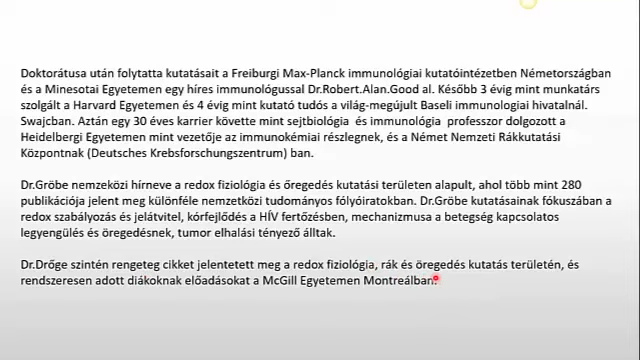 Doktorátusa után folytatta kutatásait a Freiburgi Max-Planck immunológiai kutatóintézetben Németországban
és a Minesotai Egyetemen egy híres immunológussal Dr.Robert.Alan.Good al. Később 3 évig mint munkatárs
szolgált a Harvard Egyetemen és 4 évig mint kutató tudós a világ-megújult Baseli immunologiai hivatalnál.
Swajcban. Aztán egy 30 éves karrier követte mint sejtbiológia és immunológia professzor dolgozott a
Heidelbergi Egyetemen mint vezetője az immunokémiai részlegnek, és a Német Nemzeti Rákkutatási
Központnak (Deutsches Krebsforschungszentrum) ban.
Dr.Gröbe nemzeközi hírneve a redox fiziológia és őregedés kutatási területen alapult, ahol több mint 280
publikációja jelent meg különféle nemzetközi tudományos fólyóiratokban. Dr.Gröbe kutatásainak fókuszában a
redox szabályozás és jelátvitel, kórfejlődés a HÍV fertőzésben, mechanizmusa a betegség kapcsolatos
legyengülés és öregedésnek, tumor elhalási tényező álltak.
Dr.Drőge szintén rengeteg cikket jelentetett meg a redox fiziológia, rák és öregedés kutatás területén, és
rendszeresen adott diákoknak előadásokat a McGill Egyetemen Montreálban.